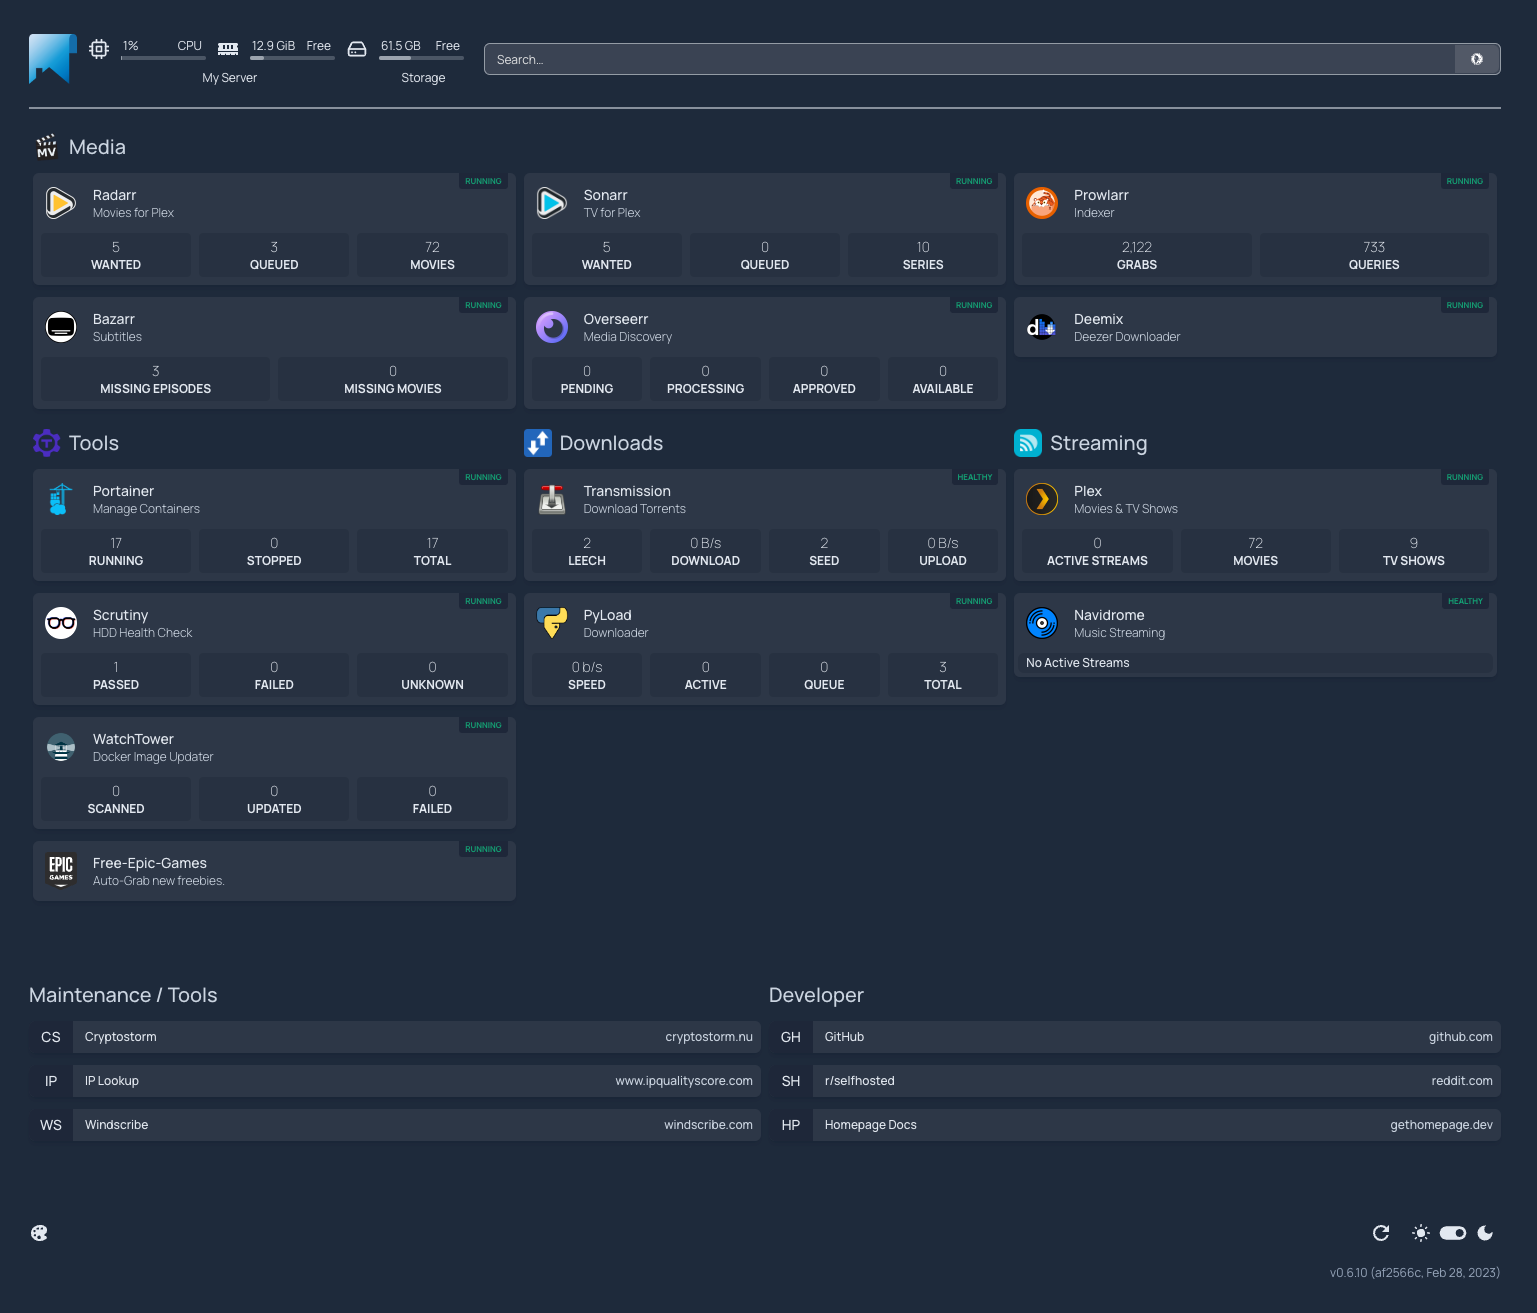 1% CPU
12.9 GiB Free
61.5 GB Free
My Server
Storage
Search...
MV
Media
Radarr
RUNNING
Movies for Plex
5
3
72
WANTED
QUEUED
MOVIES
Sonarr
RUNNING
TV for Plex
5
0
10
WANTED
QUEUED
SERIES
Prowlarr
RUNNING
Indexer
2,122
733
GRABS
QUERIES
Bazarr
RUNNING
Subtitles
3
0
MISSING EPISODES
MISSING MOVIES
Overseerr
RUNNING
Media Discovery
0
0
0
0
PENDING
PROCESSING
APPROVED
AVAILABLE
d
Deemix
RUNNING
Deezer Downloader
T
Tools
Portainer
RUNNING
Manage Containers
17
0
17
RUNNING
STOPPED
TOTAL
Scrutiny
RUNNING
HDD Health Check
1
0
0
PASSED
FAILED
UNKNOWN
WatchTower
RUNNING
Docker Image Updater
0
0
0
SCANNED
UPDATED
FAILED
EPIC
GAMES
Free-Epic-Games
RUNNING
Auto-Grab new freebies.
Downloads
Transmission
HEALTHY
Download Torrents
2
0 B/s
2
0 B/s
LEECH
DOWNLOAD
SEED
UPLOAD
PyLoad
RUNNING
Downloader
0 b/s
0
0
3
SPEED
ACTIVE
QUEUE
TOTAL
Streaming
Plex
RUNNING
Movies & TV Shows
0
72
9
ACTIVE STREAMS
MOVIES
TV SHOWS
Navidrome
HEALTHY
Music Streaming
No Active Streams
Maintenance / Tools
CS Cryptostorm cryptostorm.nu
IP IP Lookup www.ipqualityscore.com
WS Windscribe windscribe.com
Developer
GH GitHub github.com
SH r/selfhosted reddit.com
HP Homepage Docs gethomepage.dev
v0.6.10 (af2566c, Feb 28, 2023)